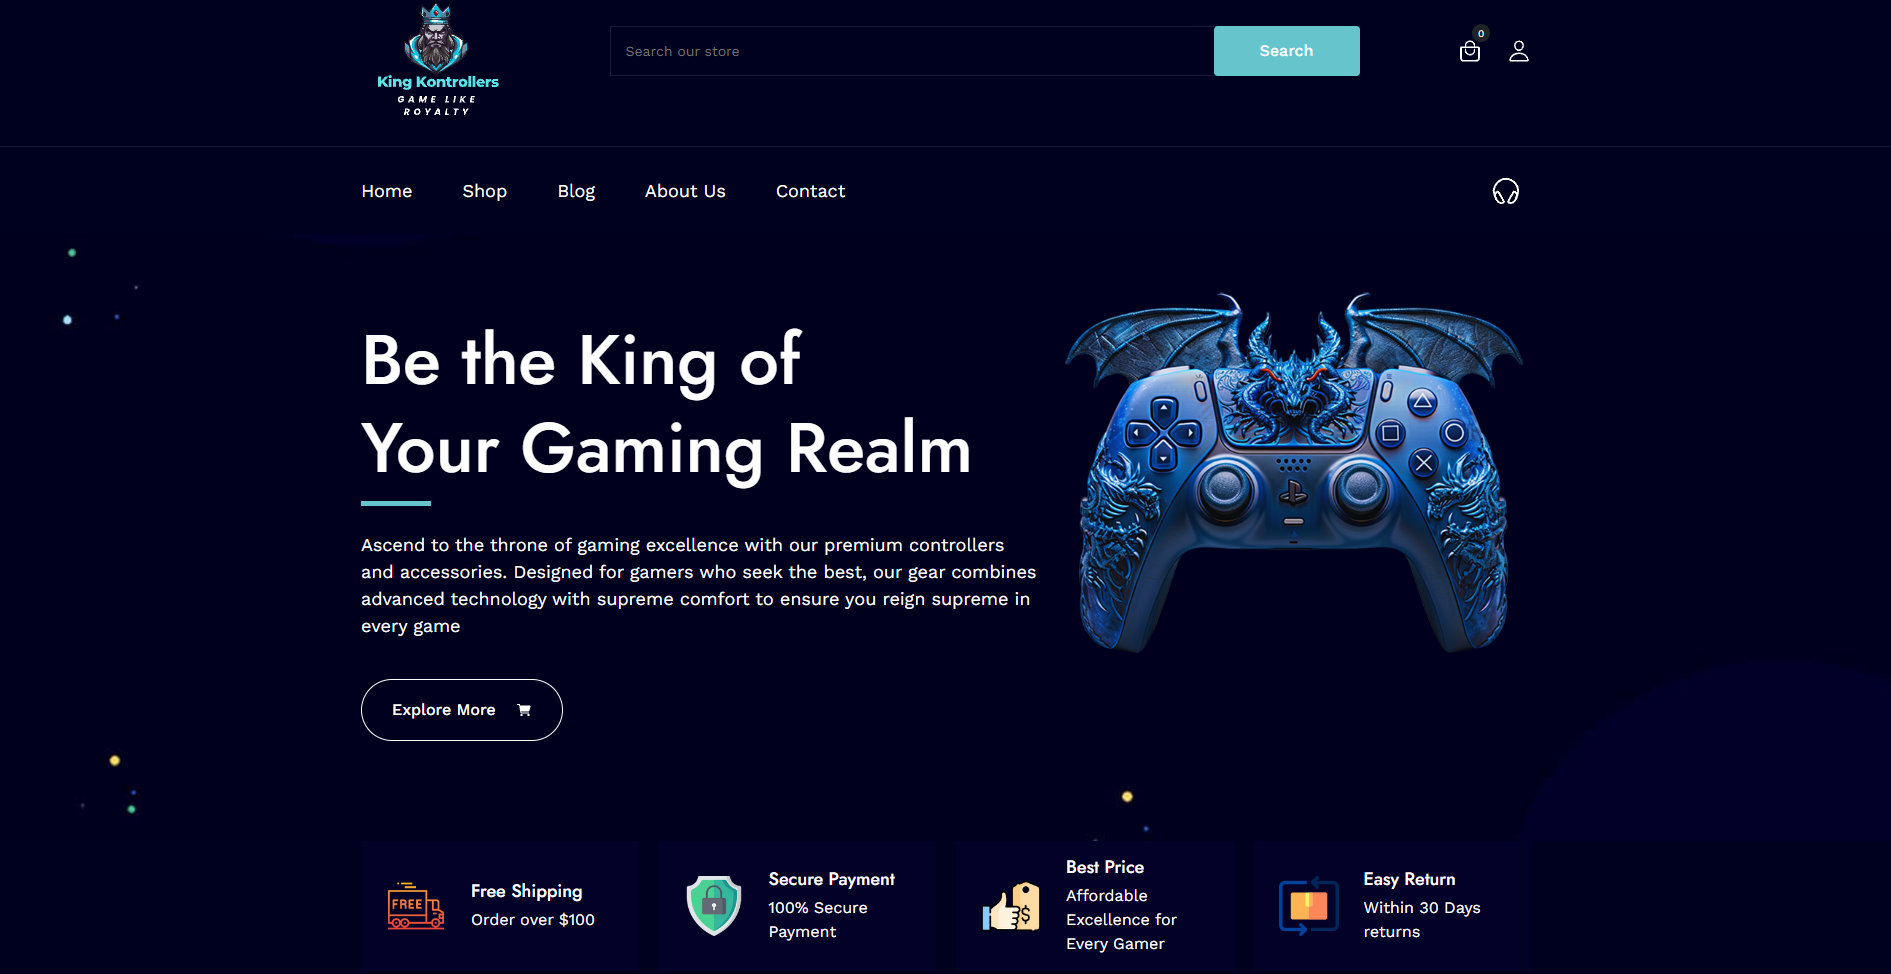 King Kontrollers
GAME LIKE
ROYALTY
Search our store
Search
0
Home
Shop
Blog
About Us
Contact
Be the King of
Your Gaming Realm
Ascend to the throne of gaming excellence with our premium controllers
and accessories. Designed for gamers who seek the best, our gear combines
advanced technology with supreme comfort to ensure you reign supreme in
every game
Explore More
FREE
Free Shipping
Order over $100
Secure Payment
100% Secure
Payment
$
Best Price
Affordable
Excellence for
Every Gamer
Easy Return
Within 30 Days
returns